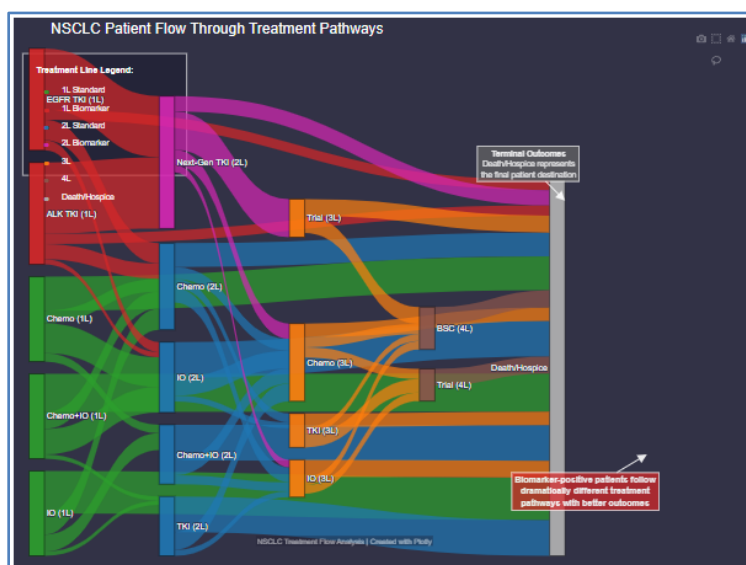 NSCLC Patient Flow Through Treatment Pathways
Treatment Line Legend:
1L Standard
EGFR TKI (1L)
1L Biomarker
2L Standard
2L Biomarker
3L
4L
Death/Hospice
ALK TKI (1L)
Next-Gen TKI (2L)
Terminal Outcomes
Death/Hospice represents
the final patient destination
Trial (3L)
Chemo (2L)
Chemo (1L)
BSC (4L)
Chemo (3L)
Death/Hospice
IO (2L)
Trial (4L)
Chemo+IO (1L)
TKI (3L)
Chemo+IO (2L)
IO (3L)
Biomarker-positive patients follow
dramatically different treatment
pathways with better outcomes
IO (1L)
TKI (2L)
NSCLC Treatment Flow Analysis | Created with Plotly